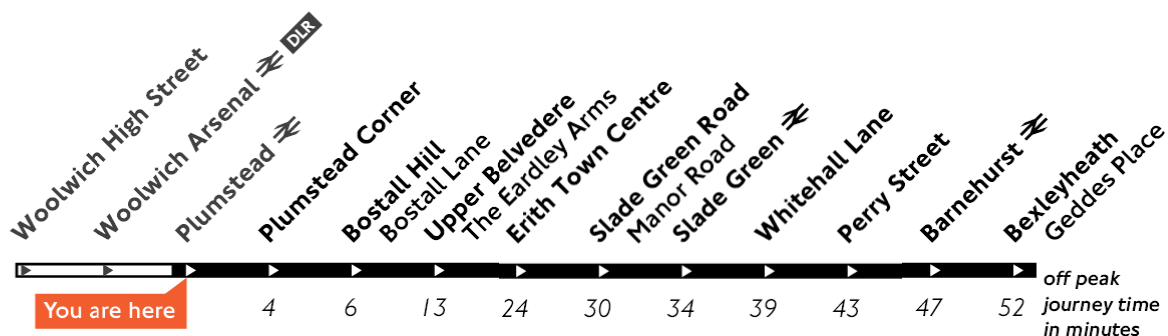 Woolwich High Street
Woolwich Arsenal DLR
Plumstead
Plumstead Corner
Bostall Hill
Bostall Lane
Upper Belvedere
The Eardley Arms
Erith Town Centre
Slade Green Road
Manor Road
Slade Green
Whitehall Lane
Perry Street
Barnehurst
Bexleyheath
Geddes Place
You are here
4 6 13 24 30 34 39 43 47 52
off peak
journey time
in minutes